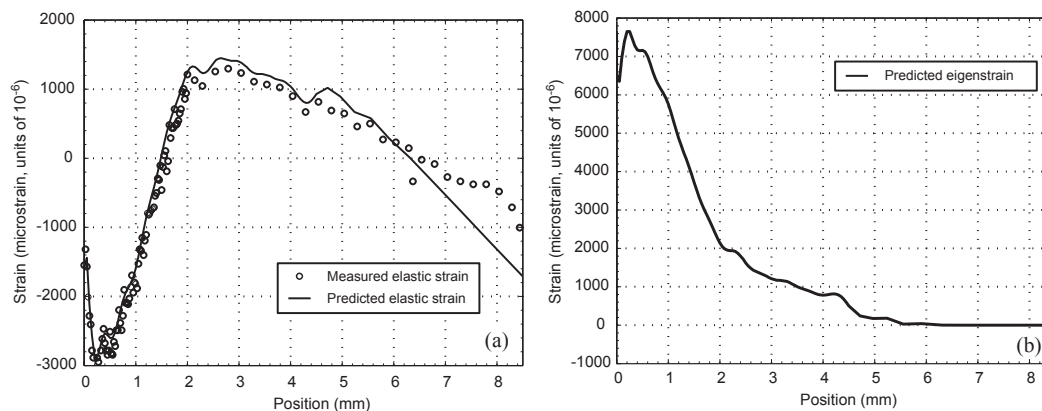 2000
1000
0
-1000
-2000
-3000
Strain (microstrain, units of 10⁻⁶)
Measured elastic strain
Predicted elastic strain
(a)
0 1 2 3 4 5 6 7 8
Position (mm)
8000
7000
6000
5000
4000
3000
2000
1000
0
-1000
Strain (microstrain, units of 10⁻⁶)
Predicted eigenstrain
(b)
0 1 2 3 4 5 6 7 8
Position (mm)